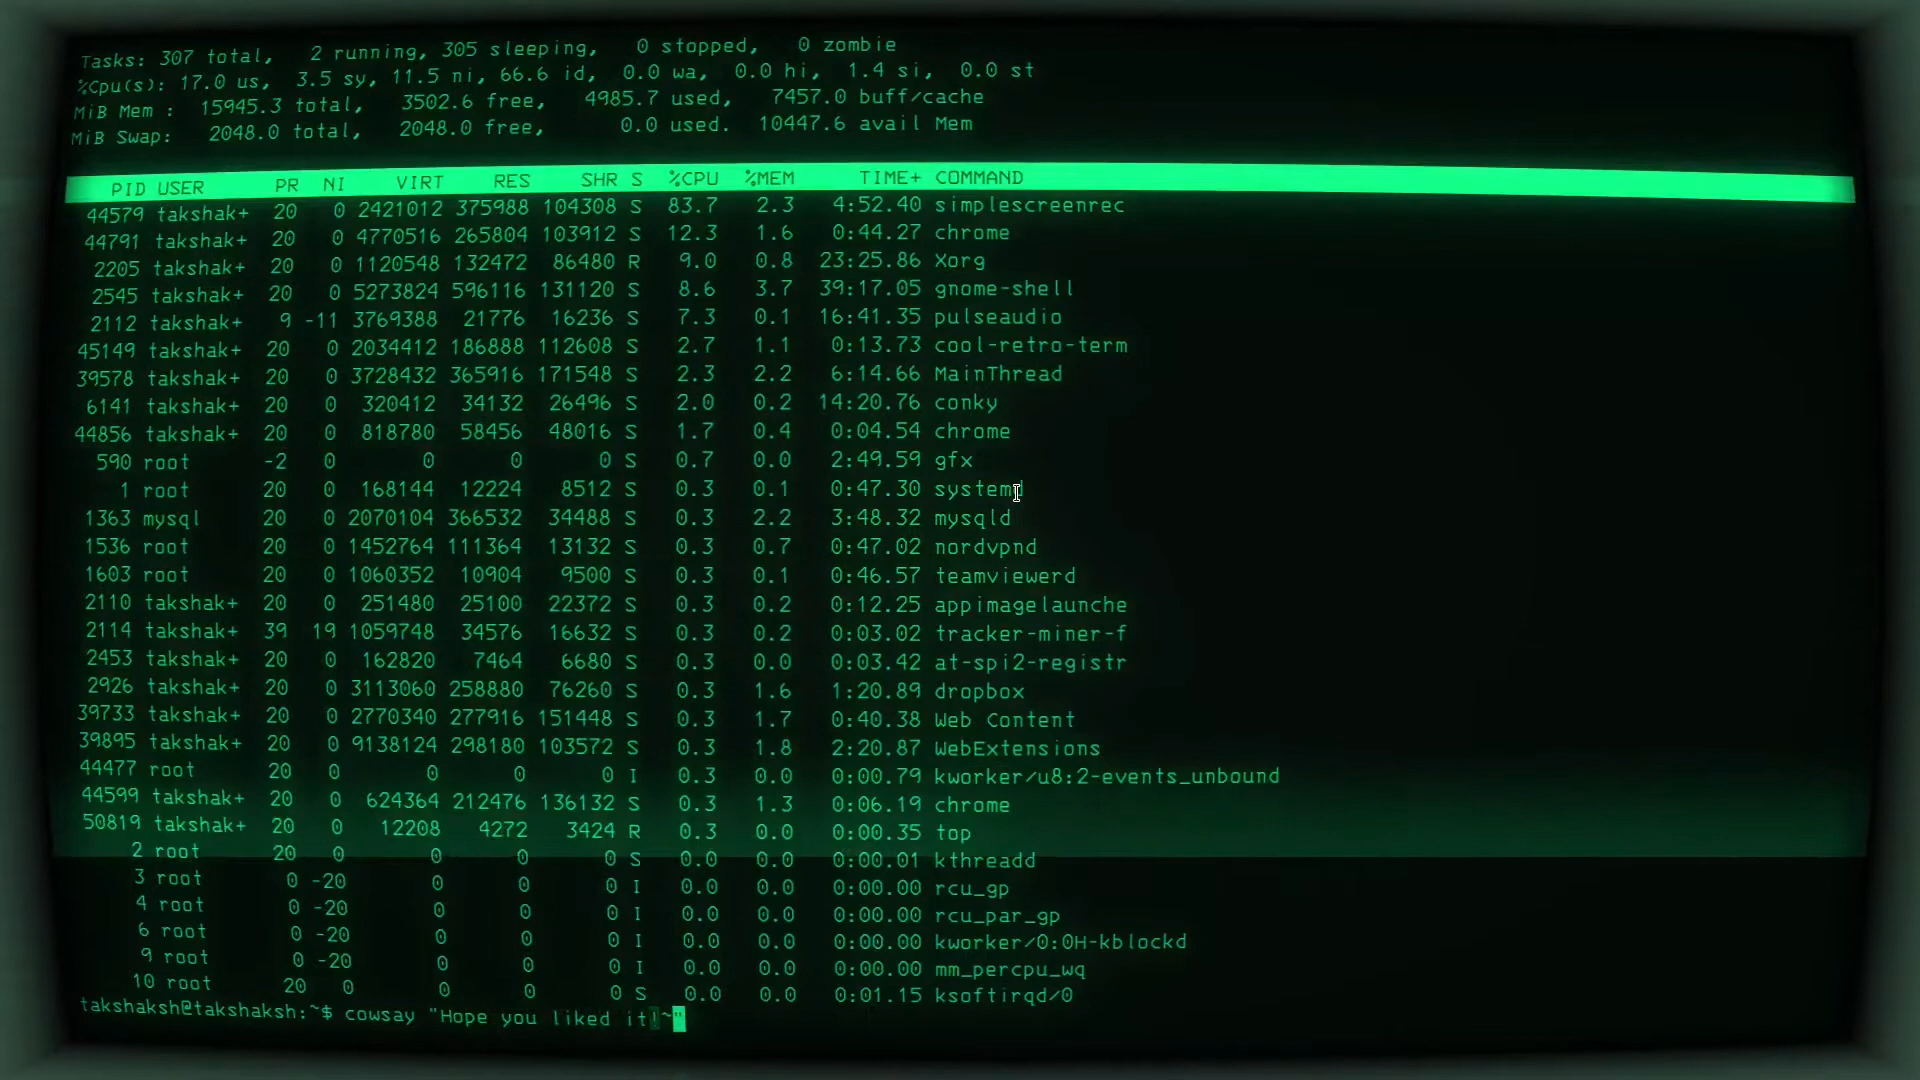 Tasks: 307 total, 2 running, 305 sleeping, 0 stopped, 0 zombie
%Cpu(s): 17.0 us, 3.5 sy, 11.5 ni, 66.6 id, 0.0 wa, 0.0 hi, 1.4 si, 0.0 st
MiB Mem : 15945.3 total, 3502.6 free, 4985.7 used, 7457.0 buff/cache
MiB Swap: 2048.0 total, 2048.0 free, 0.0 used. 10447.6 avail Mem
PID USER PR NI VIRT RES SHR S %CPU %MEM TIME+ COMMAND
44579 takshak+ 20 0 2421012 375988 104308 S 83.7 2.3 4:52.40 simplescreenrec
44791 takshak+ 20 0 4770516 265804 103912 S 12.3 1.6 0:44.27 chrome
2205 takshak+ 20 0 1120548 132472 86480 R 9.0 0.8 23:25.86 Xorg
2545 takshak+ 20 0 5273824 596116 131120 S 8.6 3.7 39:17.05 gnome-shell
2112 takshak+ 9 -11 3769388 21776 16236 S 7.3 0.1 16:41.35 pulseaudio
45149 takshak+ 20 0 2034412 186888 112608 S 2.7 1.1 0:13.73 cool-retro-term
39578 takshak+ 20 0 3728432 365916 171548 S 2.3 2.2 6:14.66 MainThread
6141 takshak+ 20 0 320412 34132 26496 S 2.0 0.2 14:20.76 conky
44856 takshak+ 20 0 818780 58456 48016 S 1.7 0.4 0:04.54 chrome
590 root -2 0 0 0 0 S 0.7 0.0 2:49.59 gfx
1 root 20 0 168144 12224 8512 S 0.3 0.1 0:47.30 systemd
1363 mysql 20 0 2070104 366532 34488 S 0.3 2.2 3:48.32 mysqld
1536 root 20 0 1452764 111364 13132 S 0.3 0.7 0:47.02 nordvpnd
1603 root 20 0 1060352 10904 9500 S 0.3 0.1 0:46.57 teamviewerd
2110 takshak+ 20 0 251480 25100 22372 S 0.3 0.2 0:12.25 appimagelaunche
2114 takshak+ 39 19 1059748 34576 16632 S 0.3 0.2 0:03.02 tracker-miner-f
2453 takshak+ 20 0 162820 7464 6680 S 0.3 0.0 0:03.42 at-spi2-registr
2926 takshak+ 20 0 3113060 258880 76260 S 0.3 1.6 1:20.89 dropbox
39733 takshak+ 20 0 2770340 277916 151448 S 0.3 1.7 0:40.38 Web Content
39895 takshak+ 20 0 9138124 298180 103572 S 0.3 1.8 2:20.87 WebExtensions
44477 root 20 0 0 0 0 I 0.3 0.0 0:00.79 kworker/u8:2-events_unbound
44599 takshak+ 20 0 624364 212476 136132 S 0.3 1.3 0:06.19 chrome
50819 takshak+ 20 0 12208 4272 3424 R 0.3 0.0 0:00.35 top
2 root 20 0 0 0 0 S 0.0 0.0 0:00.01 kthreadd
3 root 0 -20 0 0 0 I 0.0 0.0 0:00.00 rcu_gp
4 root 0 -20 0 0 0 I 0.0 0.0 0:00.00 rcu_par_gp
6 root 0 -20 0 0 0 I 0.0 0.0 0:00.00 kworker/0:0H-kblockd
9 root 0 -20 0 0 0 I 0.0 0.0 0:00.00 mm_percpu_wq
10 root 20 0 0 0 0 S 0.0 0.0 0:01.15 ksoftirqd/0
takshaksh@takshaksh:~$ cowsay "Hope you liked it!~"